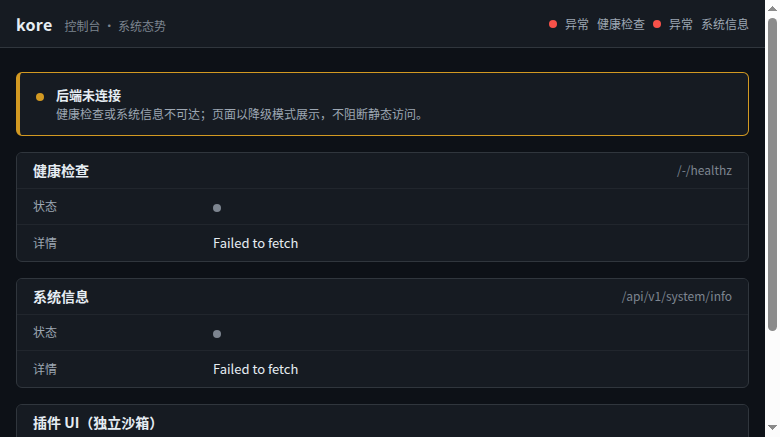 kore 控制台 · 系统态势 异常 健康检查 异常 系统信息
后端未连接
健康检查或系统信息不可达；页面以降级模式展示，不阻断静态访问。
健康检查 /-/healthz
状态
详情 Failed to fetch
系统信息 /api/v1/system/info
状态
详情 Failed to fetch
插件 UI（独立沙箱）